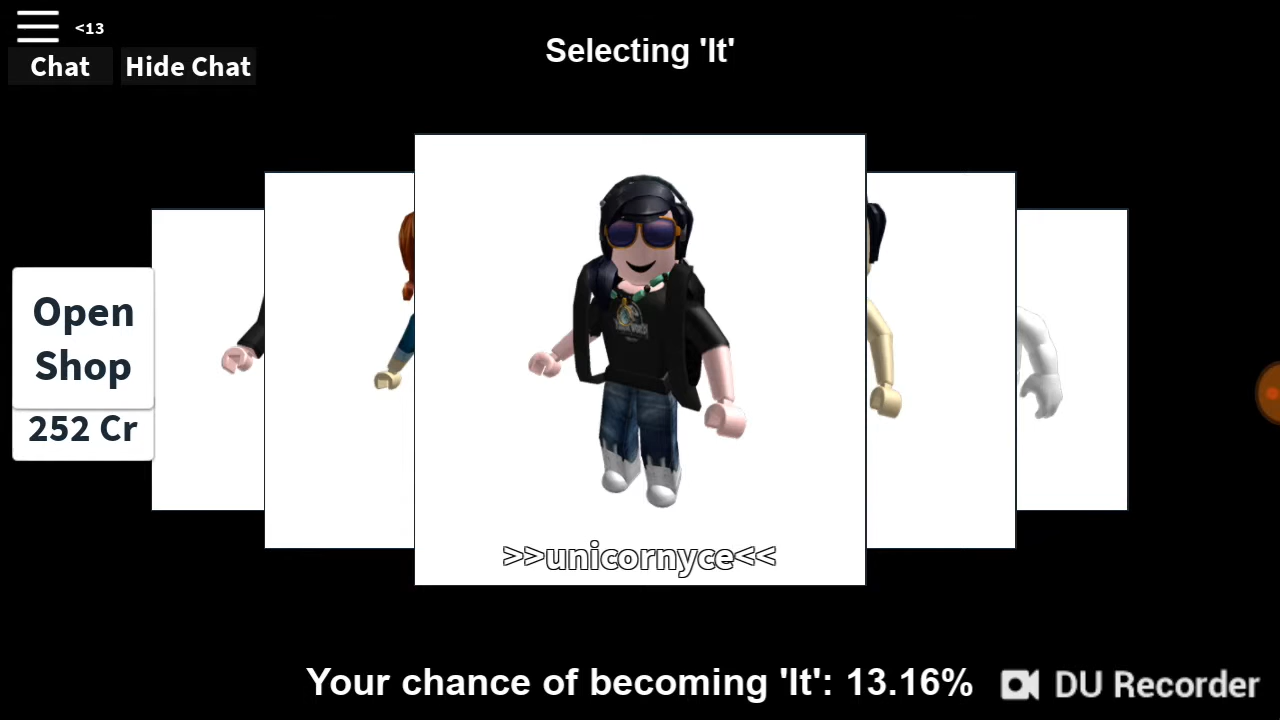 <13
Chat Hide Chat
Selecting 'It'
Open
Shop
252 Cr
>>unicornyce<<
Your chance of becoming 'It': 13.16%
DU Recorder